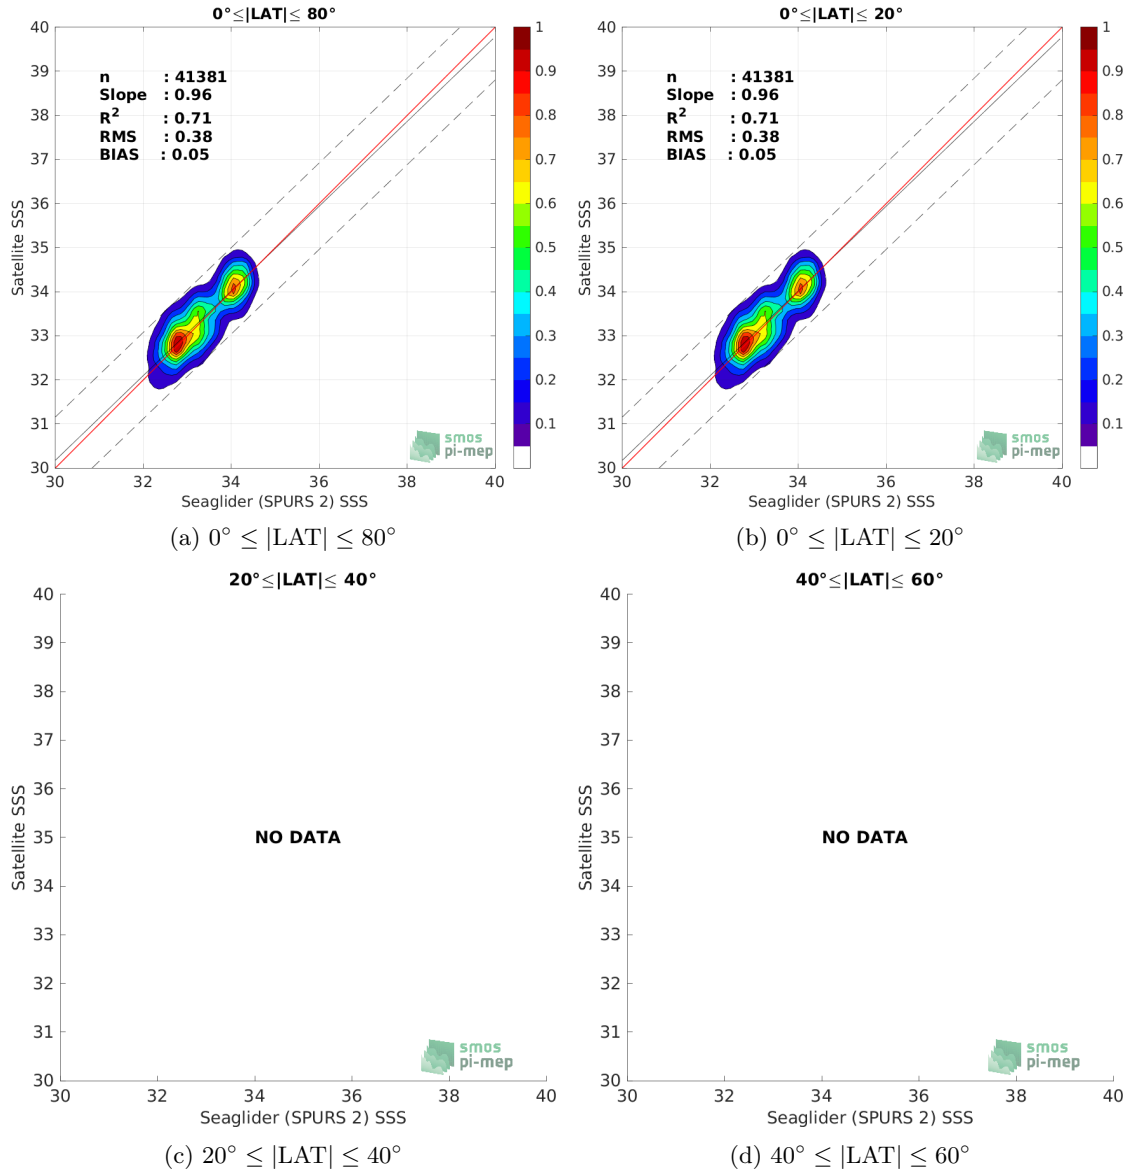 0°≤|LAT|≤ 80°
40
39
38
37
36
35
34
33
32
31
30
Satellite SSS
n : 41381
Slope : 0.96
R² : 0.71
RMS : 0.38
BIAS : 0.05
smos
pi-mep
30 32 34 36 38 40
Seaglider (SPURS 2) SSS
1
0.9
0.8
0.7
0.6
0.5
0.4
0.3
0.2
0.1
(a) 0° ≤ |LAT| ≤ 80°
0°≤|LAT|≤ 20°
40
39
38
37
36
35
34
33
32
31
30
Satellite SSS
n : 41381
Slope : 0.96
R² : 0.71
RMS : 0.38
BIAS : 0.05
smos
pi-mep
30 32 34 36 38 40
Seaglider (SPURS 2) SSS
1
0.9
0.8
0.7
0.6
0.5
0.4
0.3
0.2
0.1
(b) 0° ≤ |LAT| ≤ 20°
20°≤|LAT|≤ 40°
40
39
38
37
36
35
34
33
32
31
30
Satellite SSS
NO DATA
smos
pi-mep
30 32 34 36 38 40
Seaglider (SPURS 2) SSS
(c) 20° ≤ |LAT| ≤ 40°
40°≤|LAT|≤ 60°
40
39
38
37
36
35
34
33
32
31
30
Satellite SSS
NO DATA
smos
pi-mep
30 32 34 36 38 40
Seaglider (SPURS 2) SSS
(d) 40° ≤ |LAT| ≤ 60°